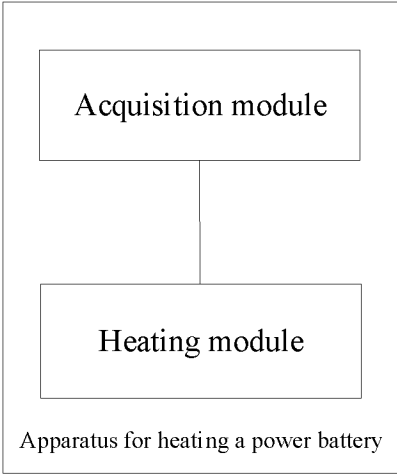 Acquisition module
Heating module
Apparatus for heating a power battery